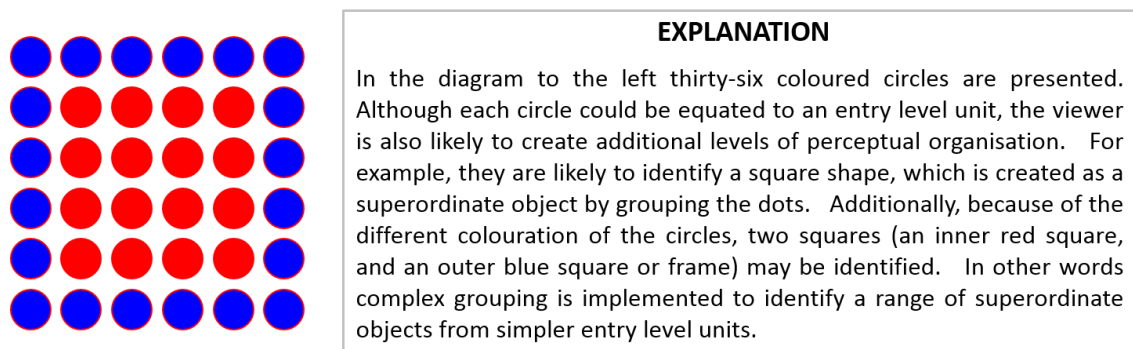 EXPLANATION
In the diagram to the left thirty-six coloured circles are presented.
Although each circle could be equated to an entry level unit, the viewer
is also likely to create additional levels of perceptual organisation. For
example, they are likely to identify a square shape, which is created as a
superordinate object by grouping the dots. Additionally, because of the
different colouration of the circles, two squares (an inner red square,
and an outer blue square or frame) may be identified. In other words
complex grouping is implemented to identify a range of superordinate
objects from simpler entry level units.